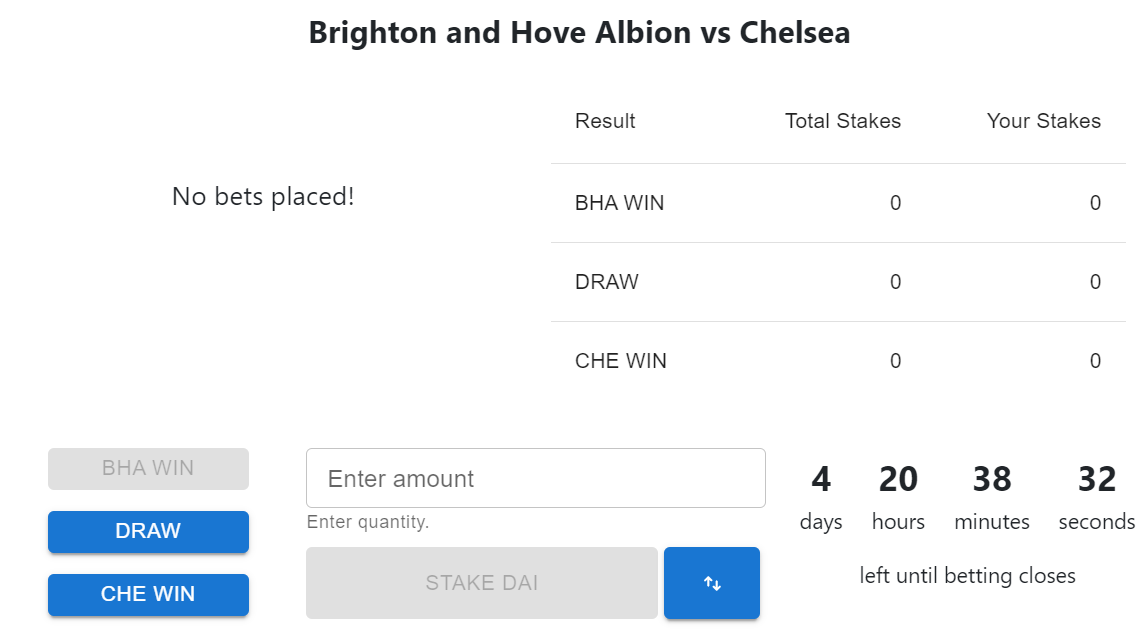 Brighton and Hove Albion vs Chelsea
No bets placed!
Result Total Stakes Your Stakes
BHA WIN 0 0
DRAW 0 0
CHE WIN 0 0
BHA WIN
DRAW
CHE WIN
Enter amount
Enter quantity.
STAKE DAI
4 20 38 32
days hours minutes seconds
left until betting closes